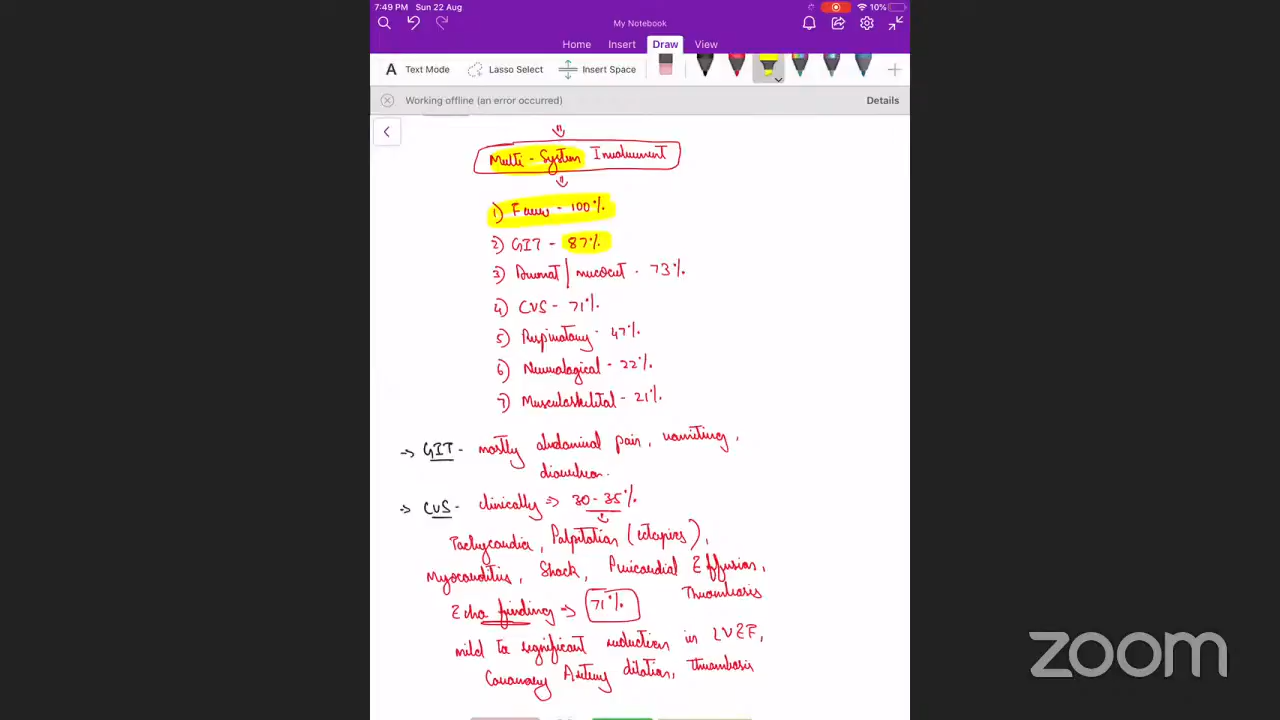 7:49 PM Sun 22 Aug
10%
My Notebook
Home Insert Draw View
A Text Mode Lasso Select Insert Space
Working offline (an error occurred) Details
Multi-System Involvement
1) Fever - 100%
2) GIT - 87%
3) Dermat | mucocut - 73%
4) CVS - 71%
5) Respiratory - 47%
6) Neurological - 22%
7) Musculoskeletal - 21%
→ GIT - mostly abdominal pain, vomiting,
diarrhea.
→ CVS - clinically ⇒ 30-35%
Tachycardia, Palpitation (ectopics),
Myocarditis, Shock, Pericardial Effusion,
Thrombosis
Echo finding ⇒ 71%
mild to significant reduction in LVEF,
Coronary Artery dilation, thrombosis
zoom